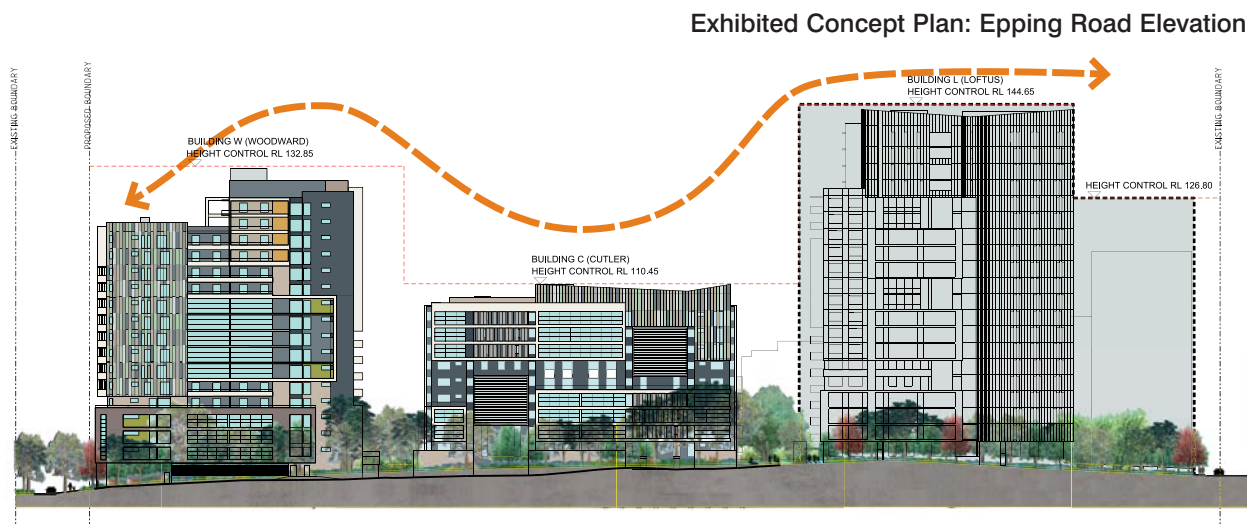 Exhibited Concept Plan: Epping Road Elevation
EXISTING BOUNDARY
PROPOSED BOUNDARY
BUILDING W (WOODWARD)
HEIGHT CONTROL RL 132.85
BUILDING C (CUTLER)
HEIGHT CONTROL RL 110.45
BUILDING L (LOFTUS)
HEIGHT CONTROL RL 144.65
HEIGHT CONTROL RL 126.80
EXISTING BOUNDARY